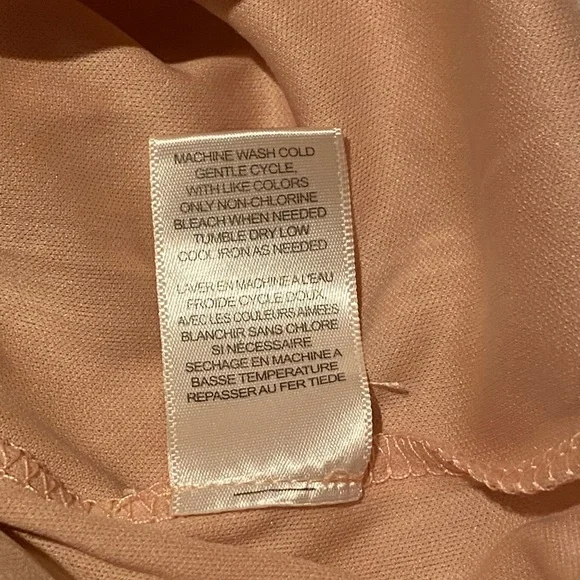 MACHINE WASH COLD
GENTLE CYCLE,
WITH LIKE COLORS
ONLY NON-CHLORINE
BLEACH WHEN NEEDED
TUMBLE DRY LOW
COOL IRON AS NEEDED
LAVER EN MACHINE A L'EAU
FROIDE CYCLE DOUX,
AVEC LES COULEURS AIMEES
BLANCHIR SANS CHLORE
SI NÉCESSAIRE
SECHAGE EN MACHINE A
BASSE TEMPERATURE
REPASSER AU FER TIEDE